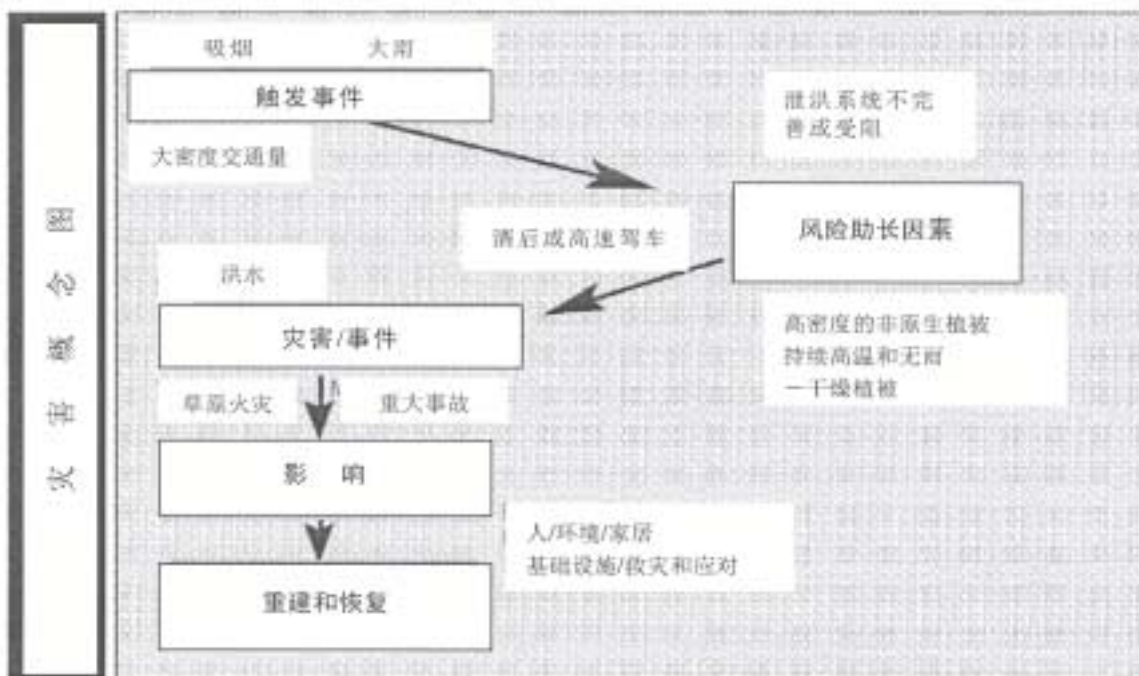 灾害概念图
吸烟 大雨
触发事件
大密度交通量
泄洪系统不完
善或受阻
风险助长因素
酒后或高速驾车
洪水
灾害/事件
高密度的非原生植被
持续高温和无雨
一干燥植被
草原火灾 重大事故
影 响
人/环境/家居
基础设施/救灾和应对
重建和恢复